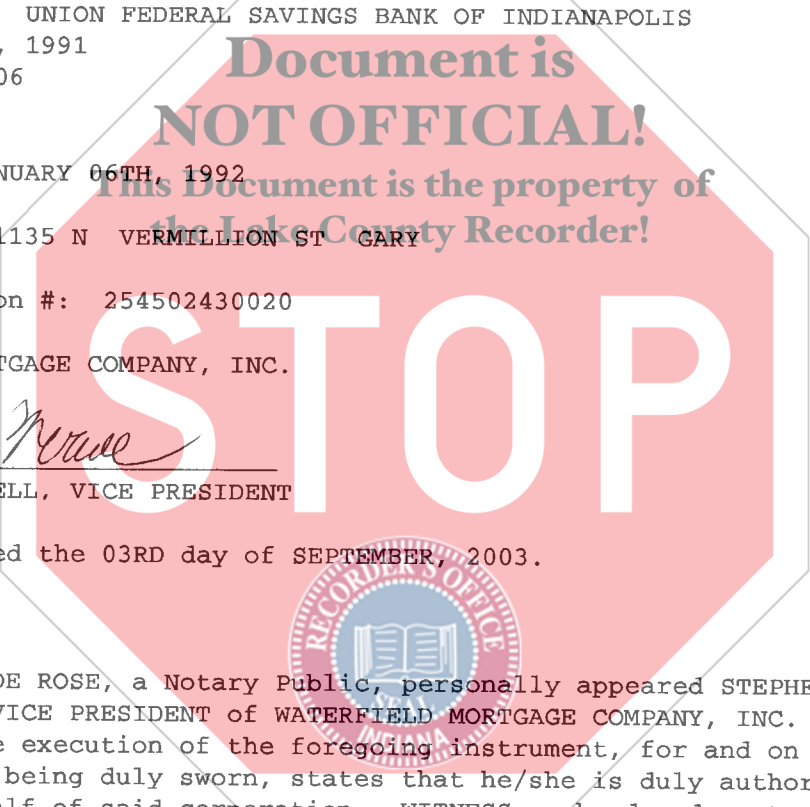 UNION FEDERAL SAVINGS BANK OF INDIANAPOLIS
, 1991
06
Document is
NOT OFFICIAL!
NUARY 06TH, 1992
This Document is the property of
the Lake County Recorder!
1135 N VERMILLION ST GARY
on #: 254502430020
STOP
TGAGE COMPANY, INC.
ELL, VICE PRESIDENT
ed the 03RD day of SEPTEMBER, 2003.
RECORDER'S OFFICE
SEAL
INDIANA
DE ROSE, a Notary Public, personally appeared STEPHE
VICE PRESIDENT of WATERFIELD MORTGAGE COMPANY, INC.
e execution of the foregoing instrument, for and on
being duly sworn, states that he/she is duly author